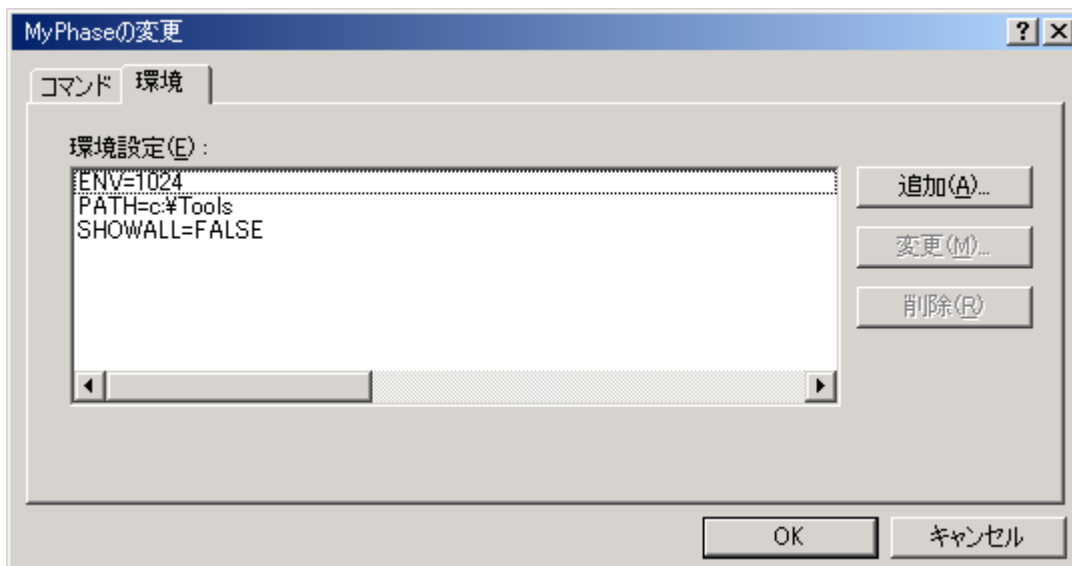 MyPhaseの変更
コマンド 環境
環境設定(E):
ENV=1024
PATH=c:¥Tools
SHOWALL=FALSE
追加(A)...
変更(M)...
削除(R)
OK キャンセル